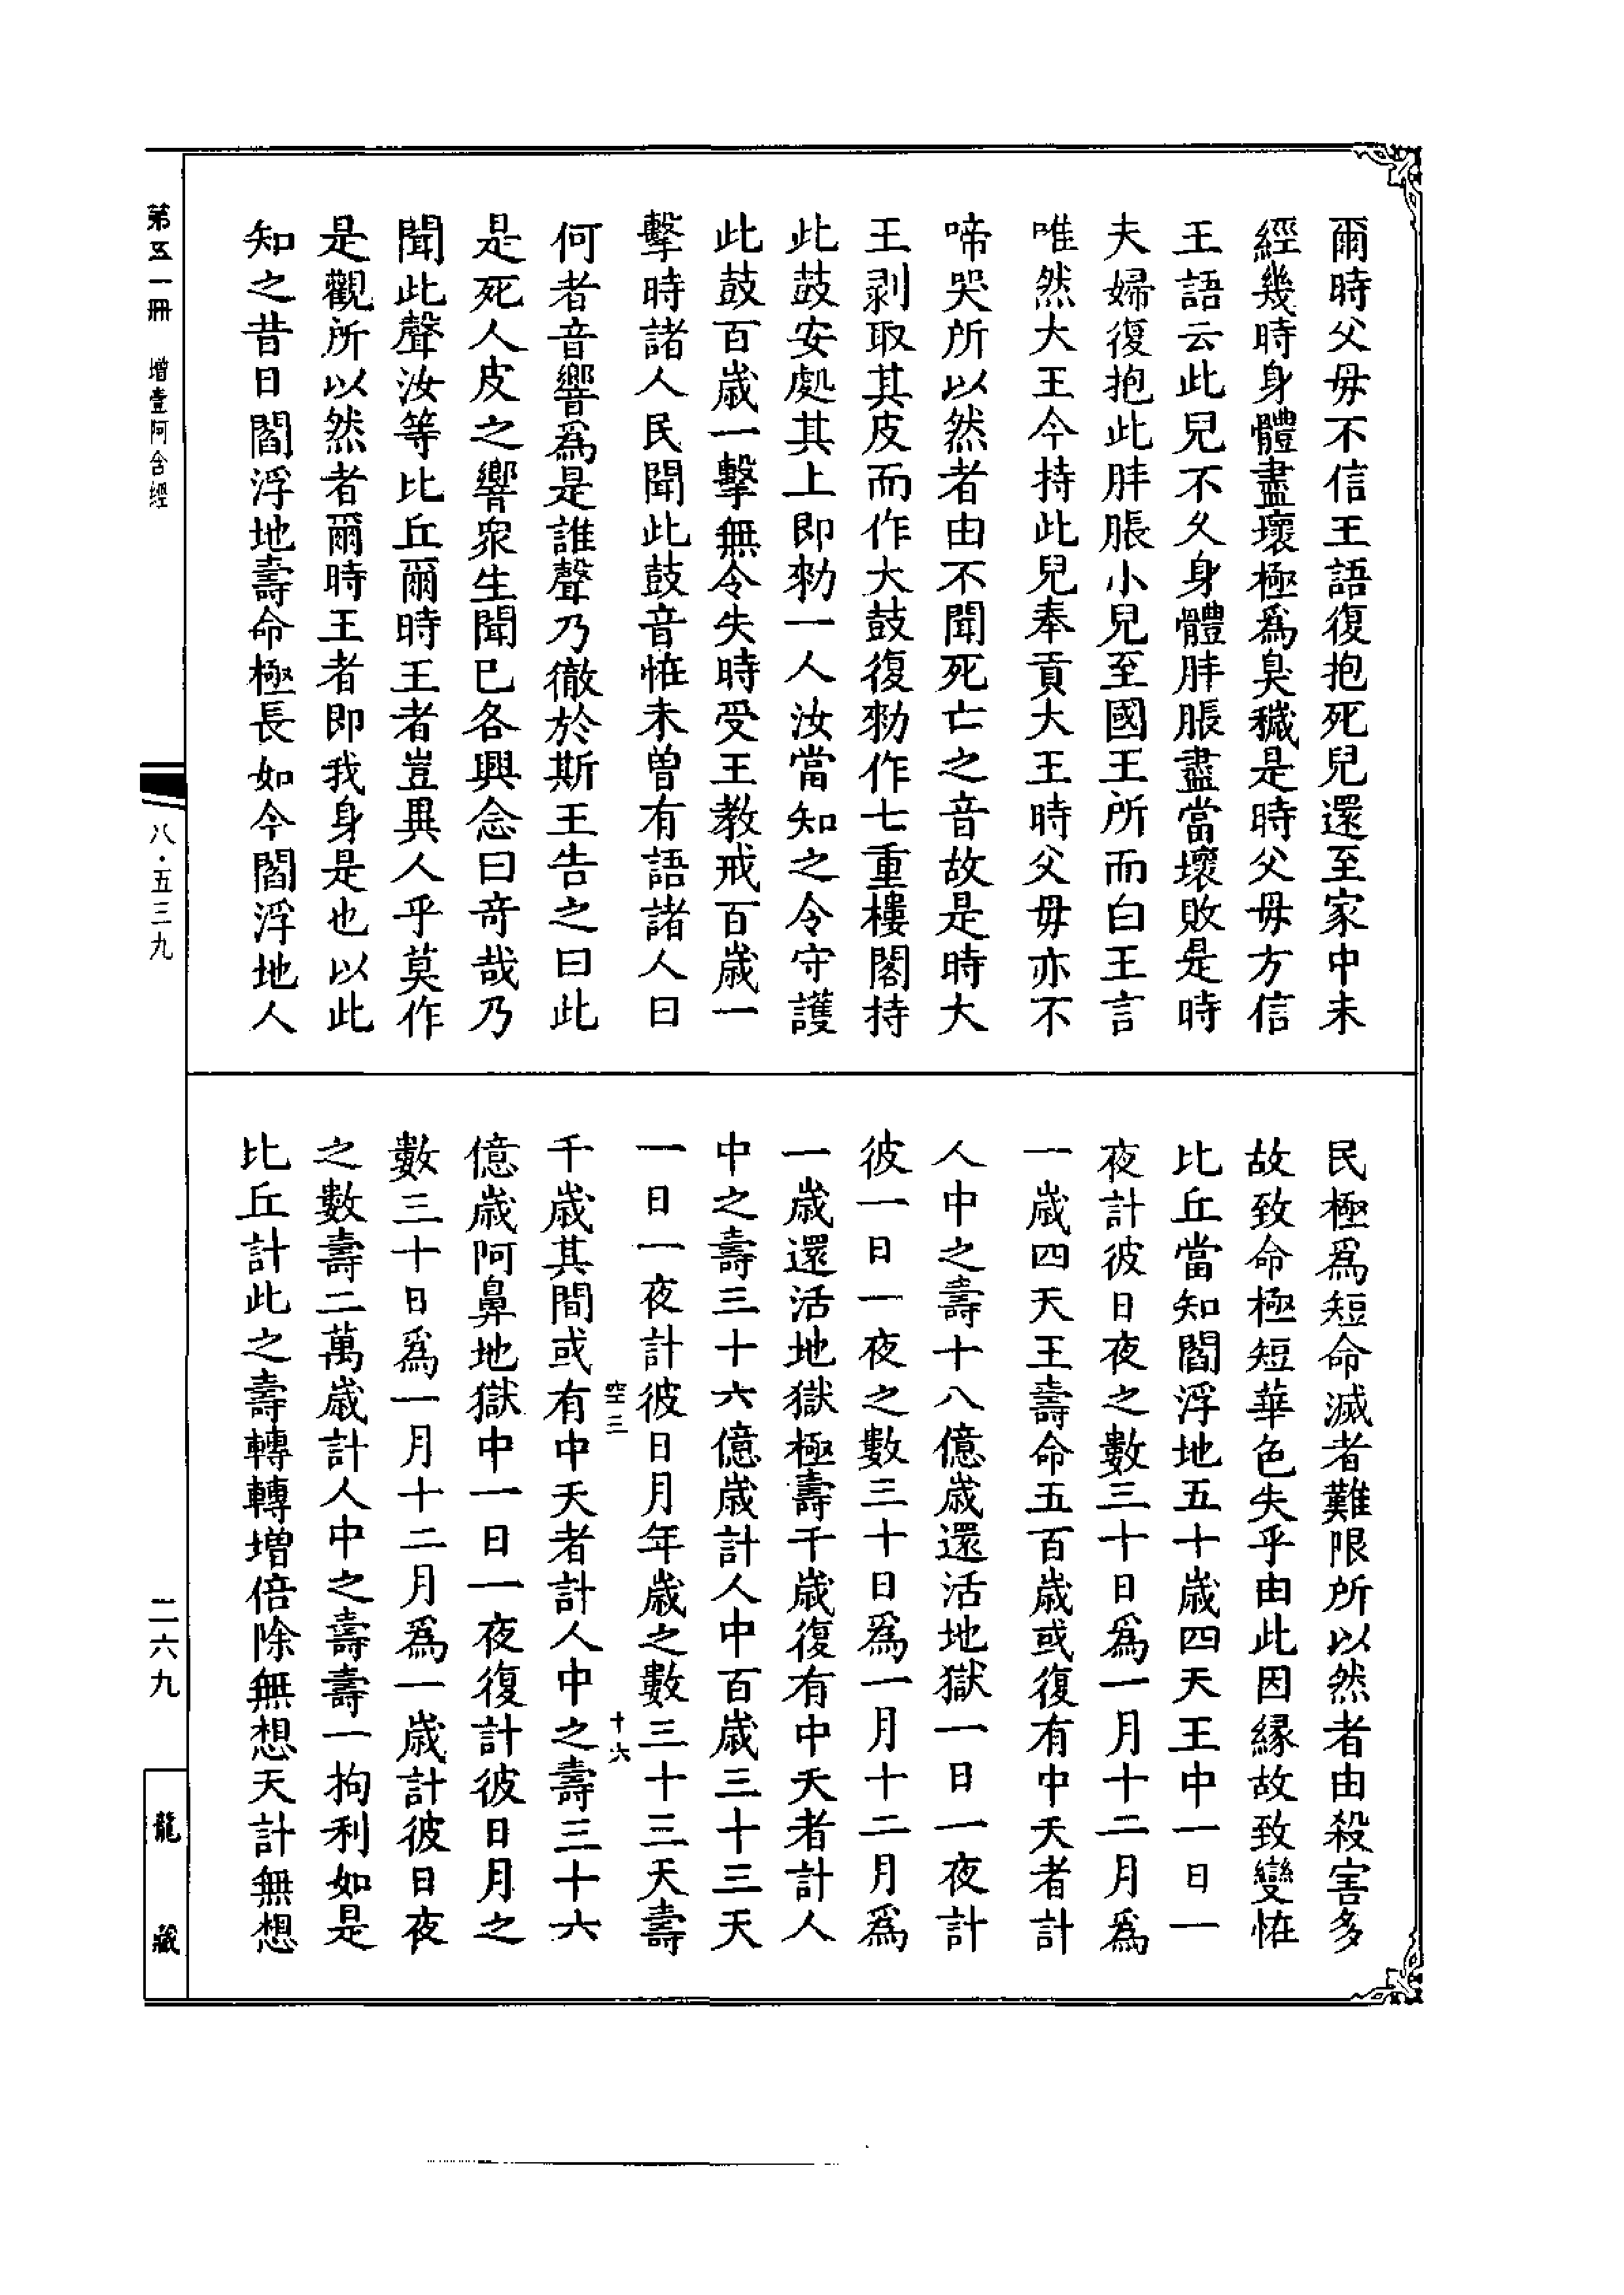 爾時父母不信王語復抱死兒還至家中未
經幾時身體盡壞極爲臭穢是時父母方信
王語云此兒不久身體胖脹盡當壞敗是時
夫婦復抱此胖脹小兒至國王所而白王言
唯然大王今持此兒奉貢大王時父母亦不
啼哭所以然者由不聞死亡之音故是時大
王剥取其皮而作大鼓復勑作七重樓閣持
此鼓安處其上即勑一人汝當知之令守護
此鼓百歲一擊無令失時受王教戒百歲一
擊時諸人民聞此鼓音恠未曾有語諸人曰
何者音響爲是誰聲乃徹於斯王告之曰此
是死人皮之響衆生聞已各興念曰奇哉乃
聞此聲汝等比丘爾時王者豈異人乎莫作
是觀所以然者爾時王者即我身是也以此
知之昔日閻浮地壽命極長如今閻浮地人
民極爲短命滅者難限所以然者由殺害多
故致命極短華色失乎由此因緣故致變恠
比丘當知閻浮地五十歲四天王中一日一
夜計彼日夜之數三十日爲一月十二月爲
一歲四天王壽命五百歲或復有中夭者計
人中之壽十八億歲還活地獄一日一夜計
彼一日一夜之數三十日爲一月十二月爲
一歲還活地獄極壽千歲復有中夭者計人
中之壽三十六億歲計人中百歲三十三天
一日一夜計彼日月年歲之數三十三天壽
空三
十六
千歲其間或有中夭者計人中之壽三十六
億歲阿鼻地獄中一日一夜復計彼日月之
數三十日爲一月十二月爲一歲計彼日夜
之數壽二萬歲計人中之壽壽一拘利如是
比丘計此之壽轉轉增倍除無想天計無想
第五一冊 增壹阿含經
八·五三九
二六九
龍藏